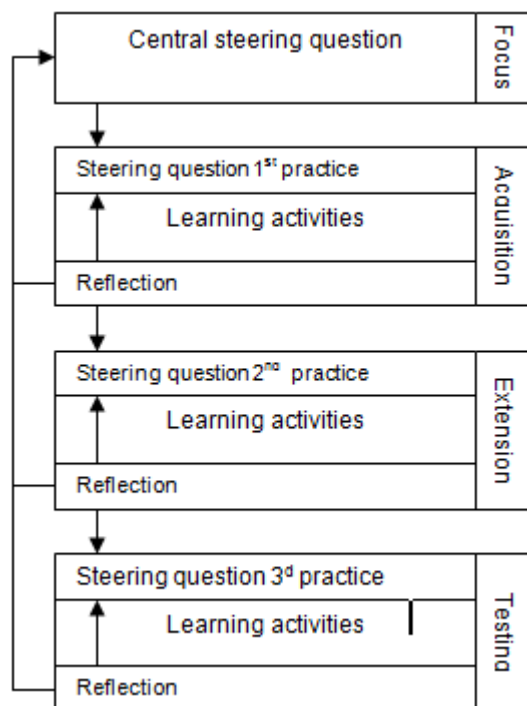 Central steering question
Focus
Steering question 1st practice
Learning activities
Reflection
Acquisition
Steering question 2nd practice
Learning activities
Reflection
Extension
Steering question 3d practice
Learning activities
Reflection
Testing